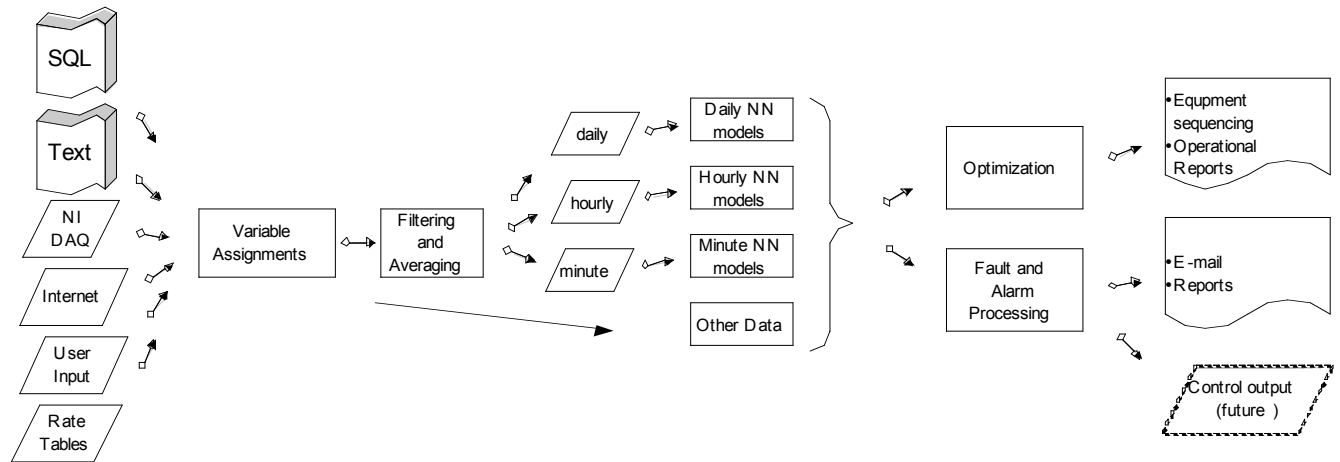 SQL
Text
NI
DAQ
Internet
User
Input
Rate
Tables
Variable
Assignments
Filtering
and
Averaging
daily
hourly
minute
Daily NN
models
Hourly NN
models
Minute NN
models
Other Data
Optimization
Fault and
Alarm
Processing
•Equpment
sequencing
•Operational
Reports
•E-mail
•Reports
Control output
(future )